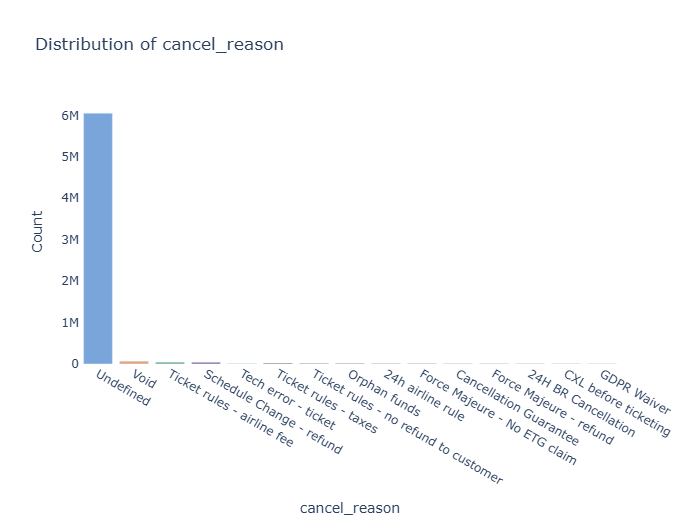 Distribution of cancel_reason
Count
6M
5M
4M
3M
2M
1M
0
Undefined
Void
Ticket rules - airline fee
Schedule Change - refund
Tech error - ticket
Ticket rules - taxes
Ticket rules - no refund to customer
Orphan funds
24h airline rule
Force Majeure - No ETG claim
Cancellation Guarantee
Force Majeure - refund
24H BR Cancellation
CXL before ticketing
GDPR Waiver
cancel_reason